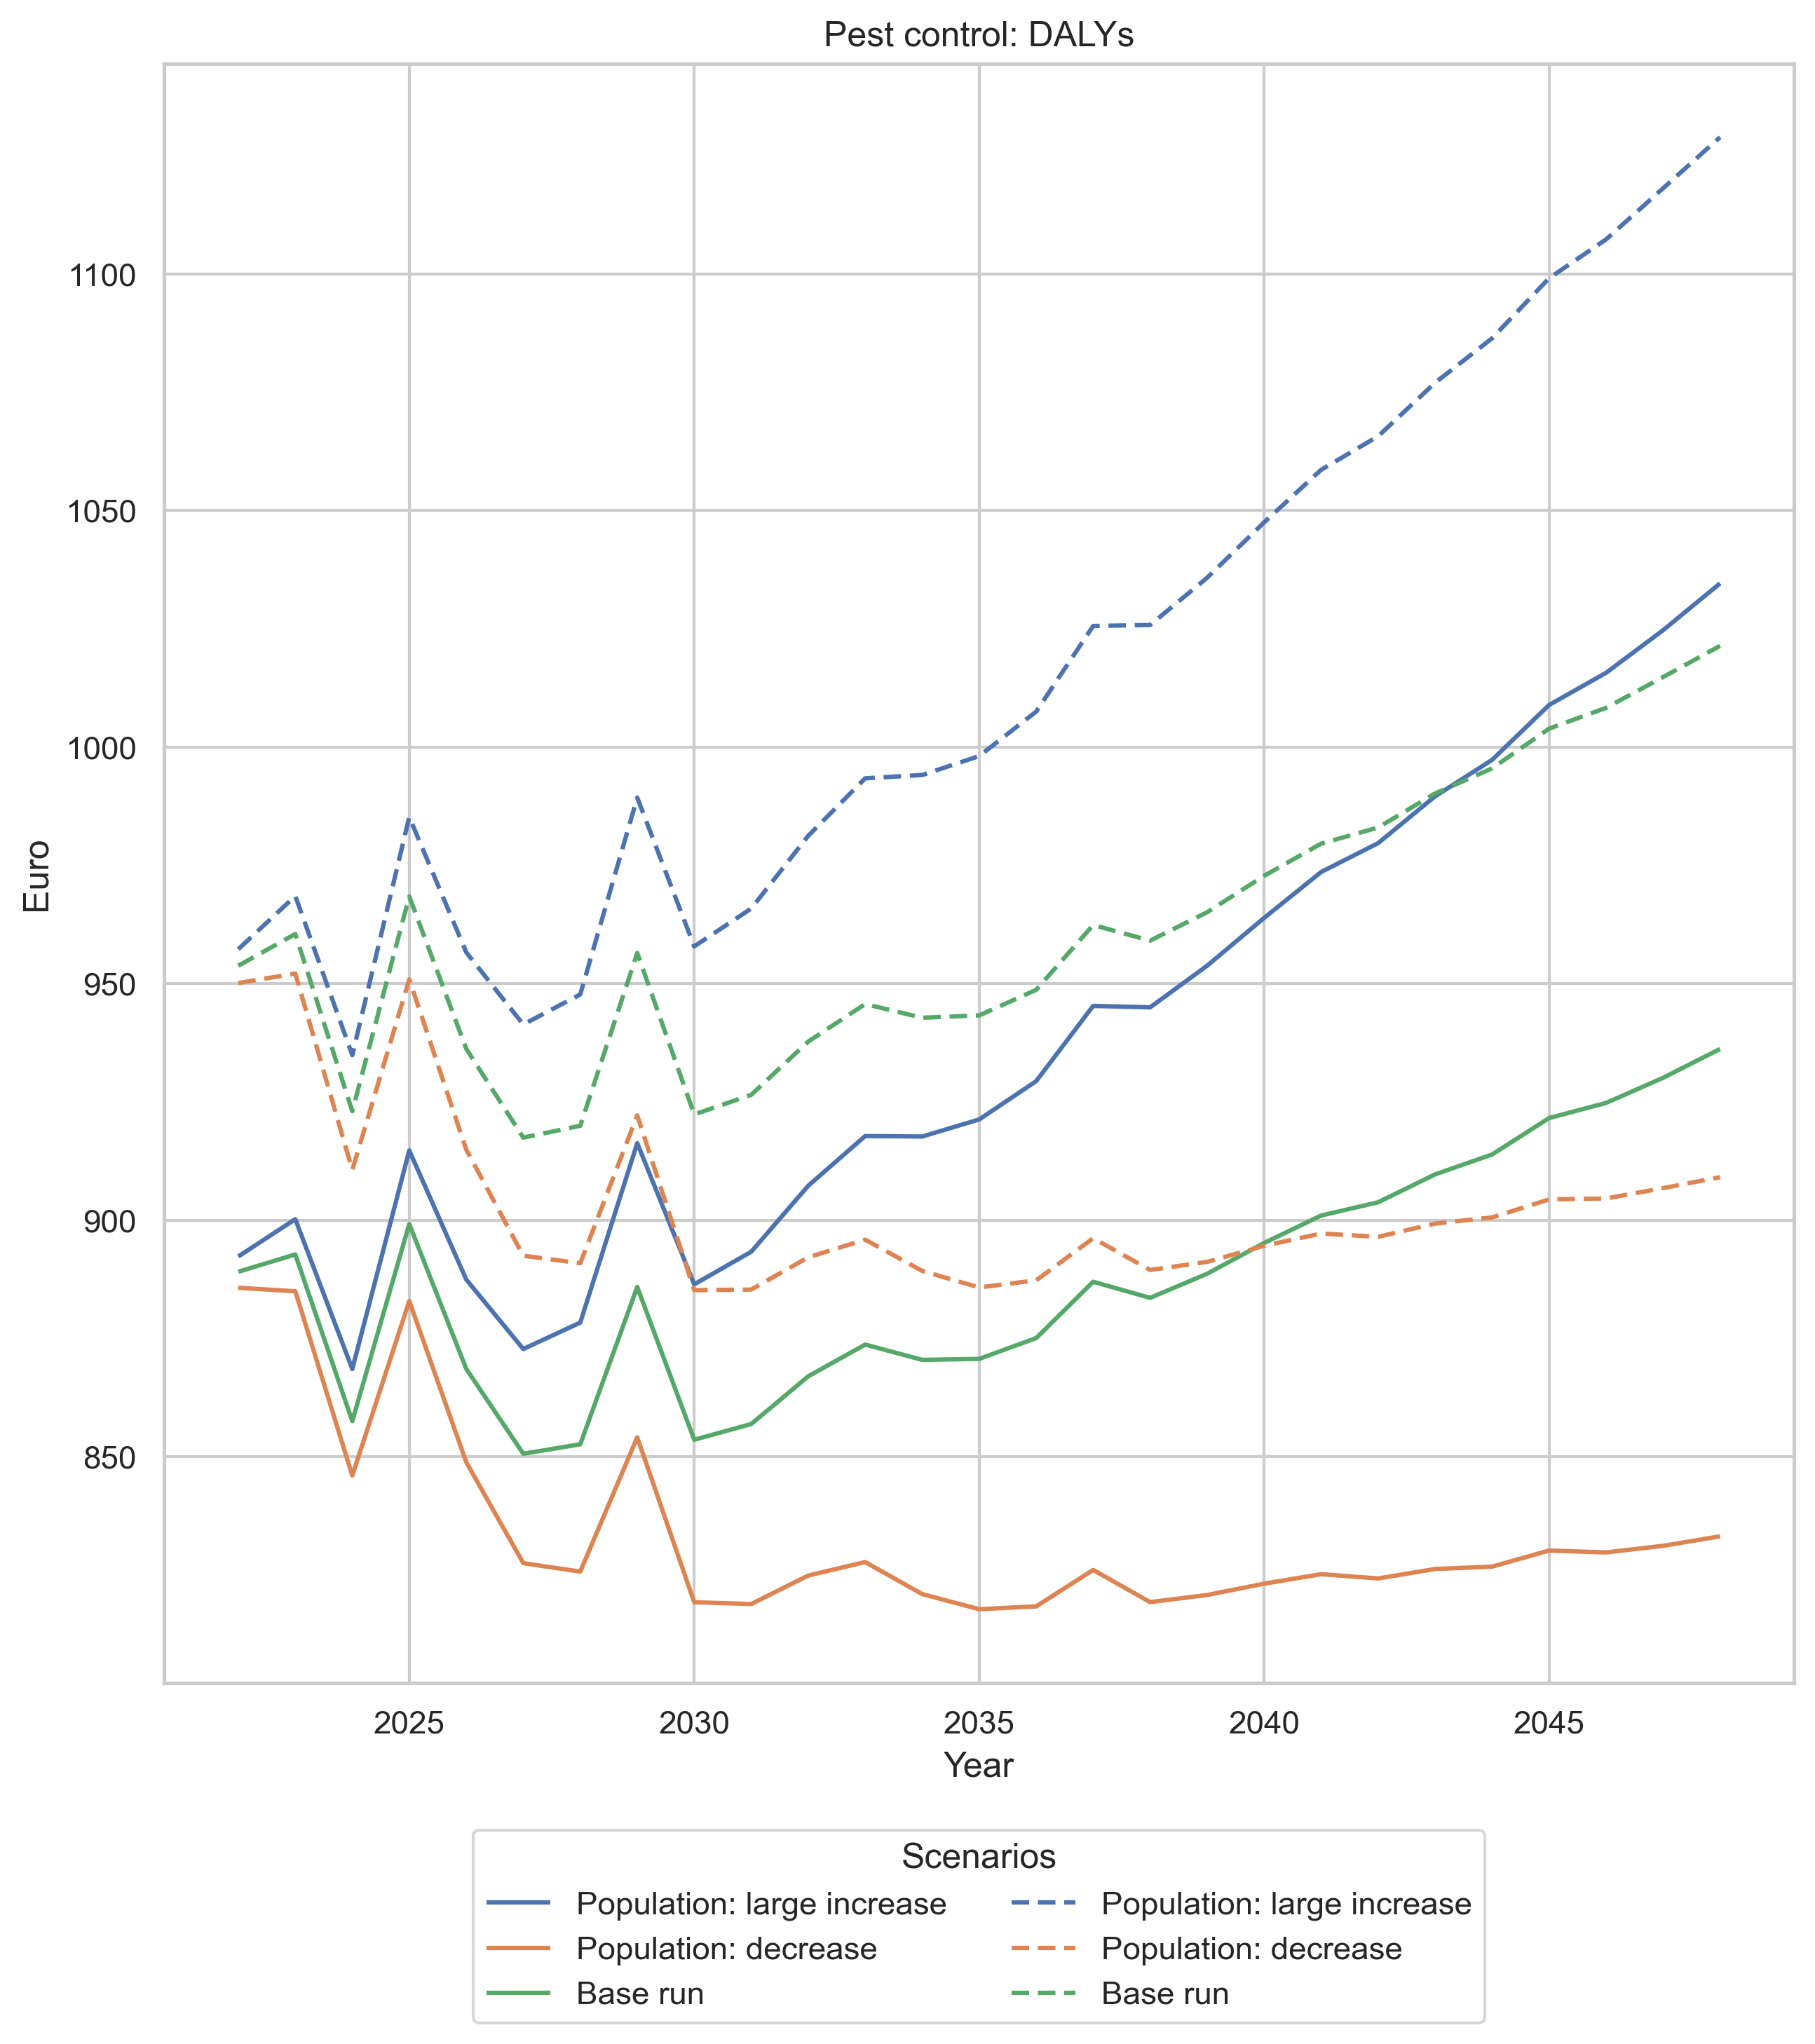 Pest control: DALYs
1100
1050
1000
950
900
850
Euro
2025 2030 2035 2040 2045
Year
Scenarios
Population: large increase Population: large increase
Population: decrease Population: decrease
Base run Base run